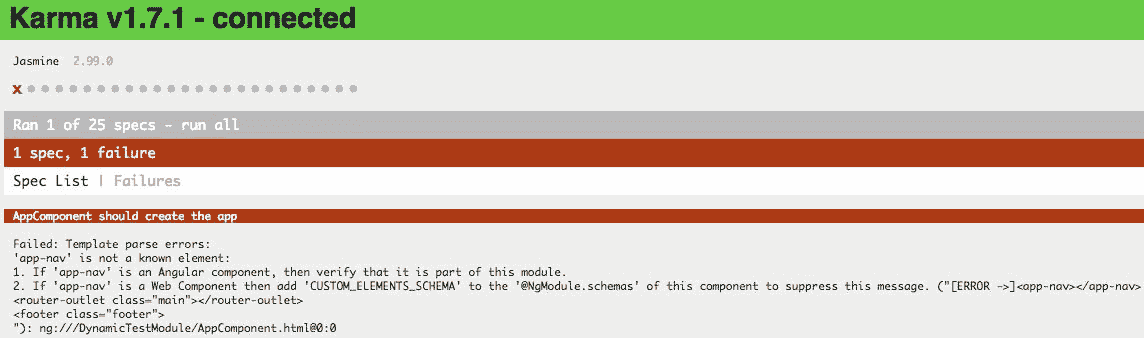 Karma v1.7.1 - connected
Jasmine 2.99.0
x
Ran 1 of 25 specs - run all
1 spec, 1 failure
Spec List | Failures
AppComponent should create the app
Failed: Template parse errors:
'app-nav' is not a known element:
1. If 'app-nav' is an Angular component, then verify that it is part of this module.
2. If 'app-nav' is a Web Component then add 'CUSTOM_ELEMENTS_SCHEMA' to the '@NgModule.schemas' of this component to suppress this message. ("[ERROR ->]<app-nav></app-nav>
<router-outlet class="main"></router-outlet>
<footer class="footer">
"): ng:///DynamicTestModule/AppComponent.html@0:0